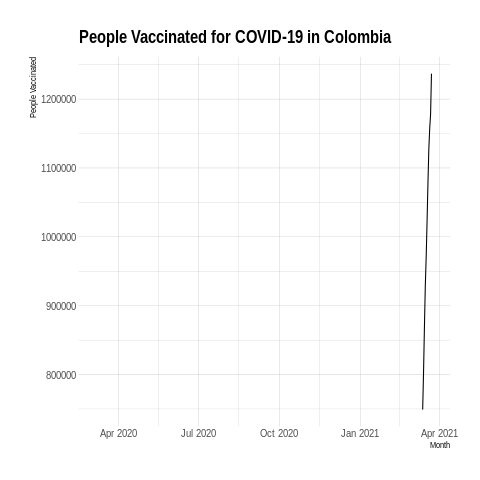 People Vaccinated for COVID-19 in Colombia
People Vaccinated
1200000
1100000
1000000
900000
800000
Apr 2020 Jul 2020 Oct 2020 Jan 2021 Apr 2021
Month